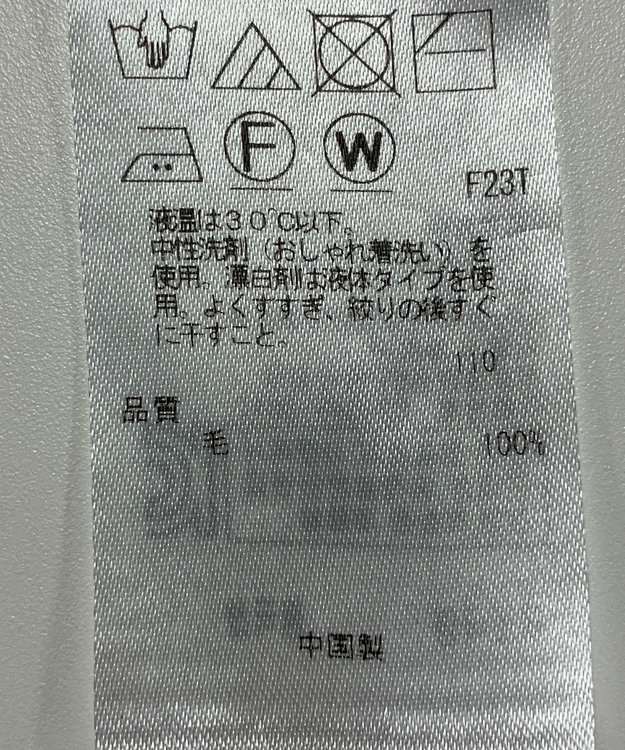 F
W
F23T
液温は30℃以下。
中性洗剤（おしゃれ着洗い）を
使用。漂白剤は液体タイプを使
用。よくすすぎ、絞りの後すぐ
に干すこと。
110
品質
毛 100%
中国製